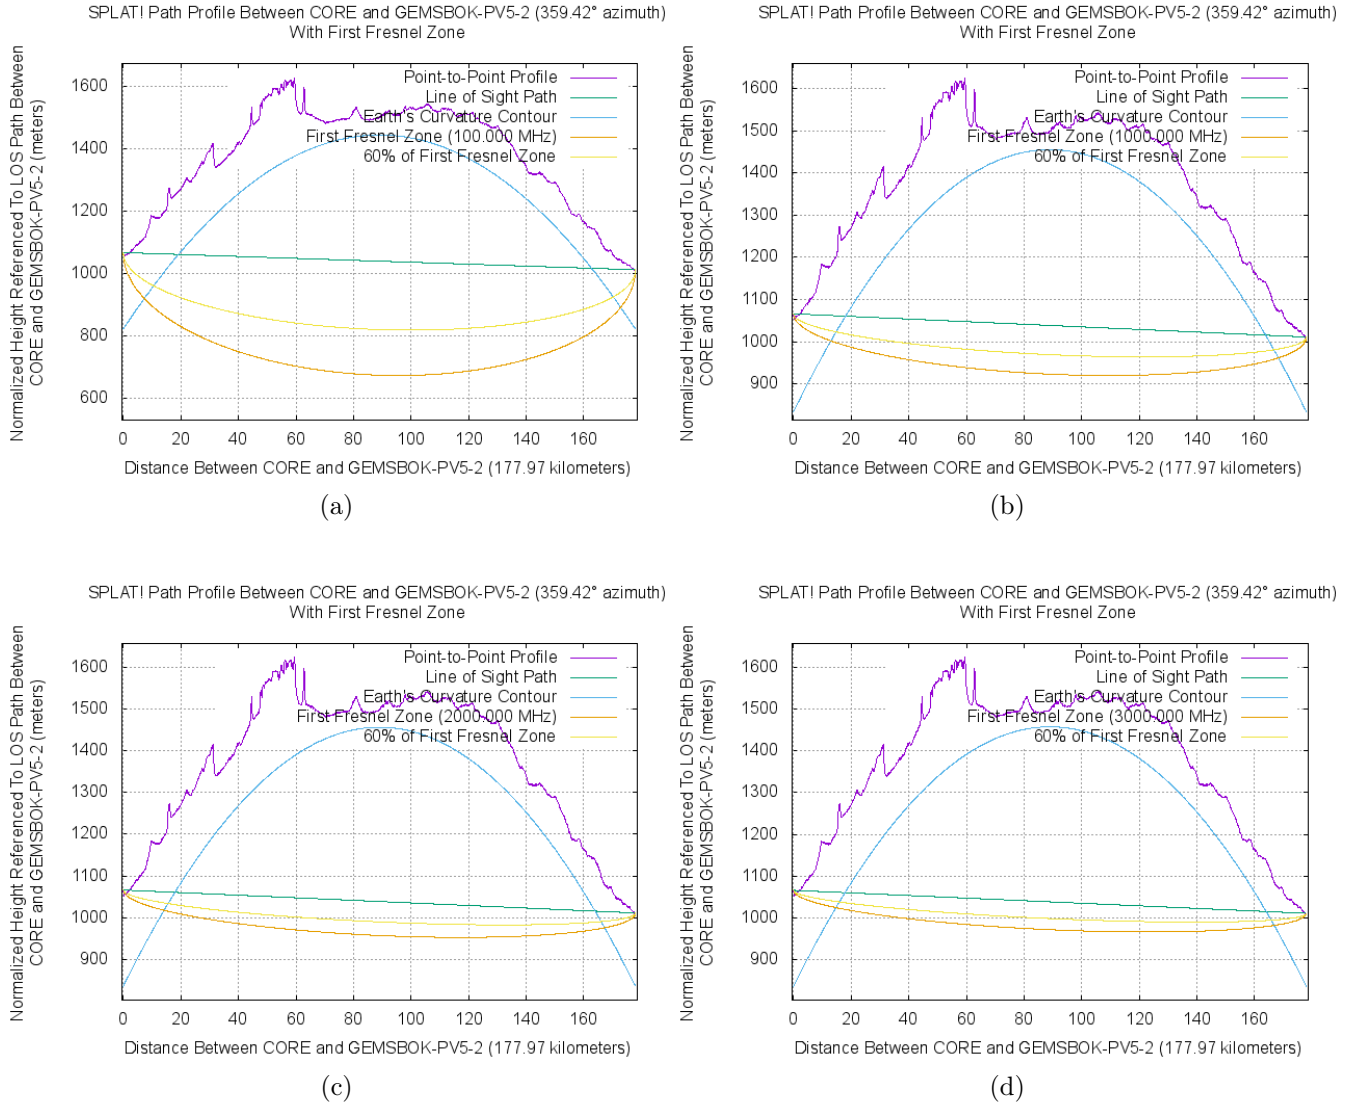 SPLAT! Path Profile Between CORE and GEMSBOK-PV5-2 (359.42° azimuth)
With First Fresnel Zone
Normalized Height Referenced To LOS Path Between
CORE and GEMSBOK-PV5-2 (meters)
1600
1400
1200
1000
800
600
Point-to-Point Profile
Line of Sight Path
Earth's Curvature Contour
First Fresnel Zone (100.000 MHz)
60% of First Fresnel Zone
0 20 40 60 80 100 120 140 160
Distance Between CORE and GEMSBOK-PV5-2 (177.97 kilometers)
(a)
SPLAT! Path Profile Between CORE and GEMSBOK-PV5-2 (359.42° azimuth)
With First Fresnel Zone
Normalized Height Referenced To LOS Path Between
CORE and GEMSBOK-PV5-2 (meters)
1600
1500
1400
1300
1200
1100
1000
900
Point-to-Point Profile
Line of Sight Path
Earth's Curvature Contour
First Fresnel Zone (1000.000 MHz)
60% of First Fresnel Zone
0 20 40 60 80 100 120 140 160
Distance Between CORE and GEMSBOK-PV5-2 (177.97 kilometers)
(b)
SPLAT! Path Profile Between CORE and GEMSBOK-PV5-2 (359.42° azimuth)
With First Fresnel Zone
Normalized Height Referenced To LOS Path Between
CORE and GEMSBOK-PV5-2 (meters)
1600
1500
1400
1300
1200
1100
1000
900
Point-to-Point Profile
Line of Sight Path
Earth's Curvature Contour
First Fresnel Zone (2000.000 MHz)
60% of First Fresnel Zone
0 20 40 60 80 100 120 140 160
Distance Between CORE and GEMSBOK-PV5-2 (177.97 kilometers)
(c)
SPLAT! Path Profile Between CORE and GEMSBOK-PV5-2 (359.42° azimuth)
With First Fresnel Zone
Normalized Height Referenced To LOS Path Between
CORE and GEMSBOK-PV5-2 (meters)
1600
1500
1400
1300
1200
1100
1000
900
Point-to-Point Profile
Line of Sight Path
Earth's Curvature Contour
First Fresnel Zone (3000.000 MHz)
60% of First Fresnel Zone
0 20 40 60 80 100 120 140 160
Distance Between CORE and GEMSBOK-PV5-2 (177.97 kilometers)
(d)